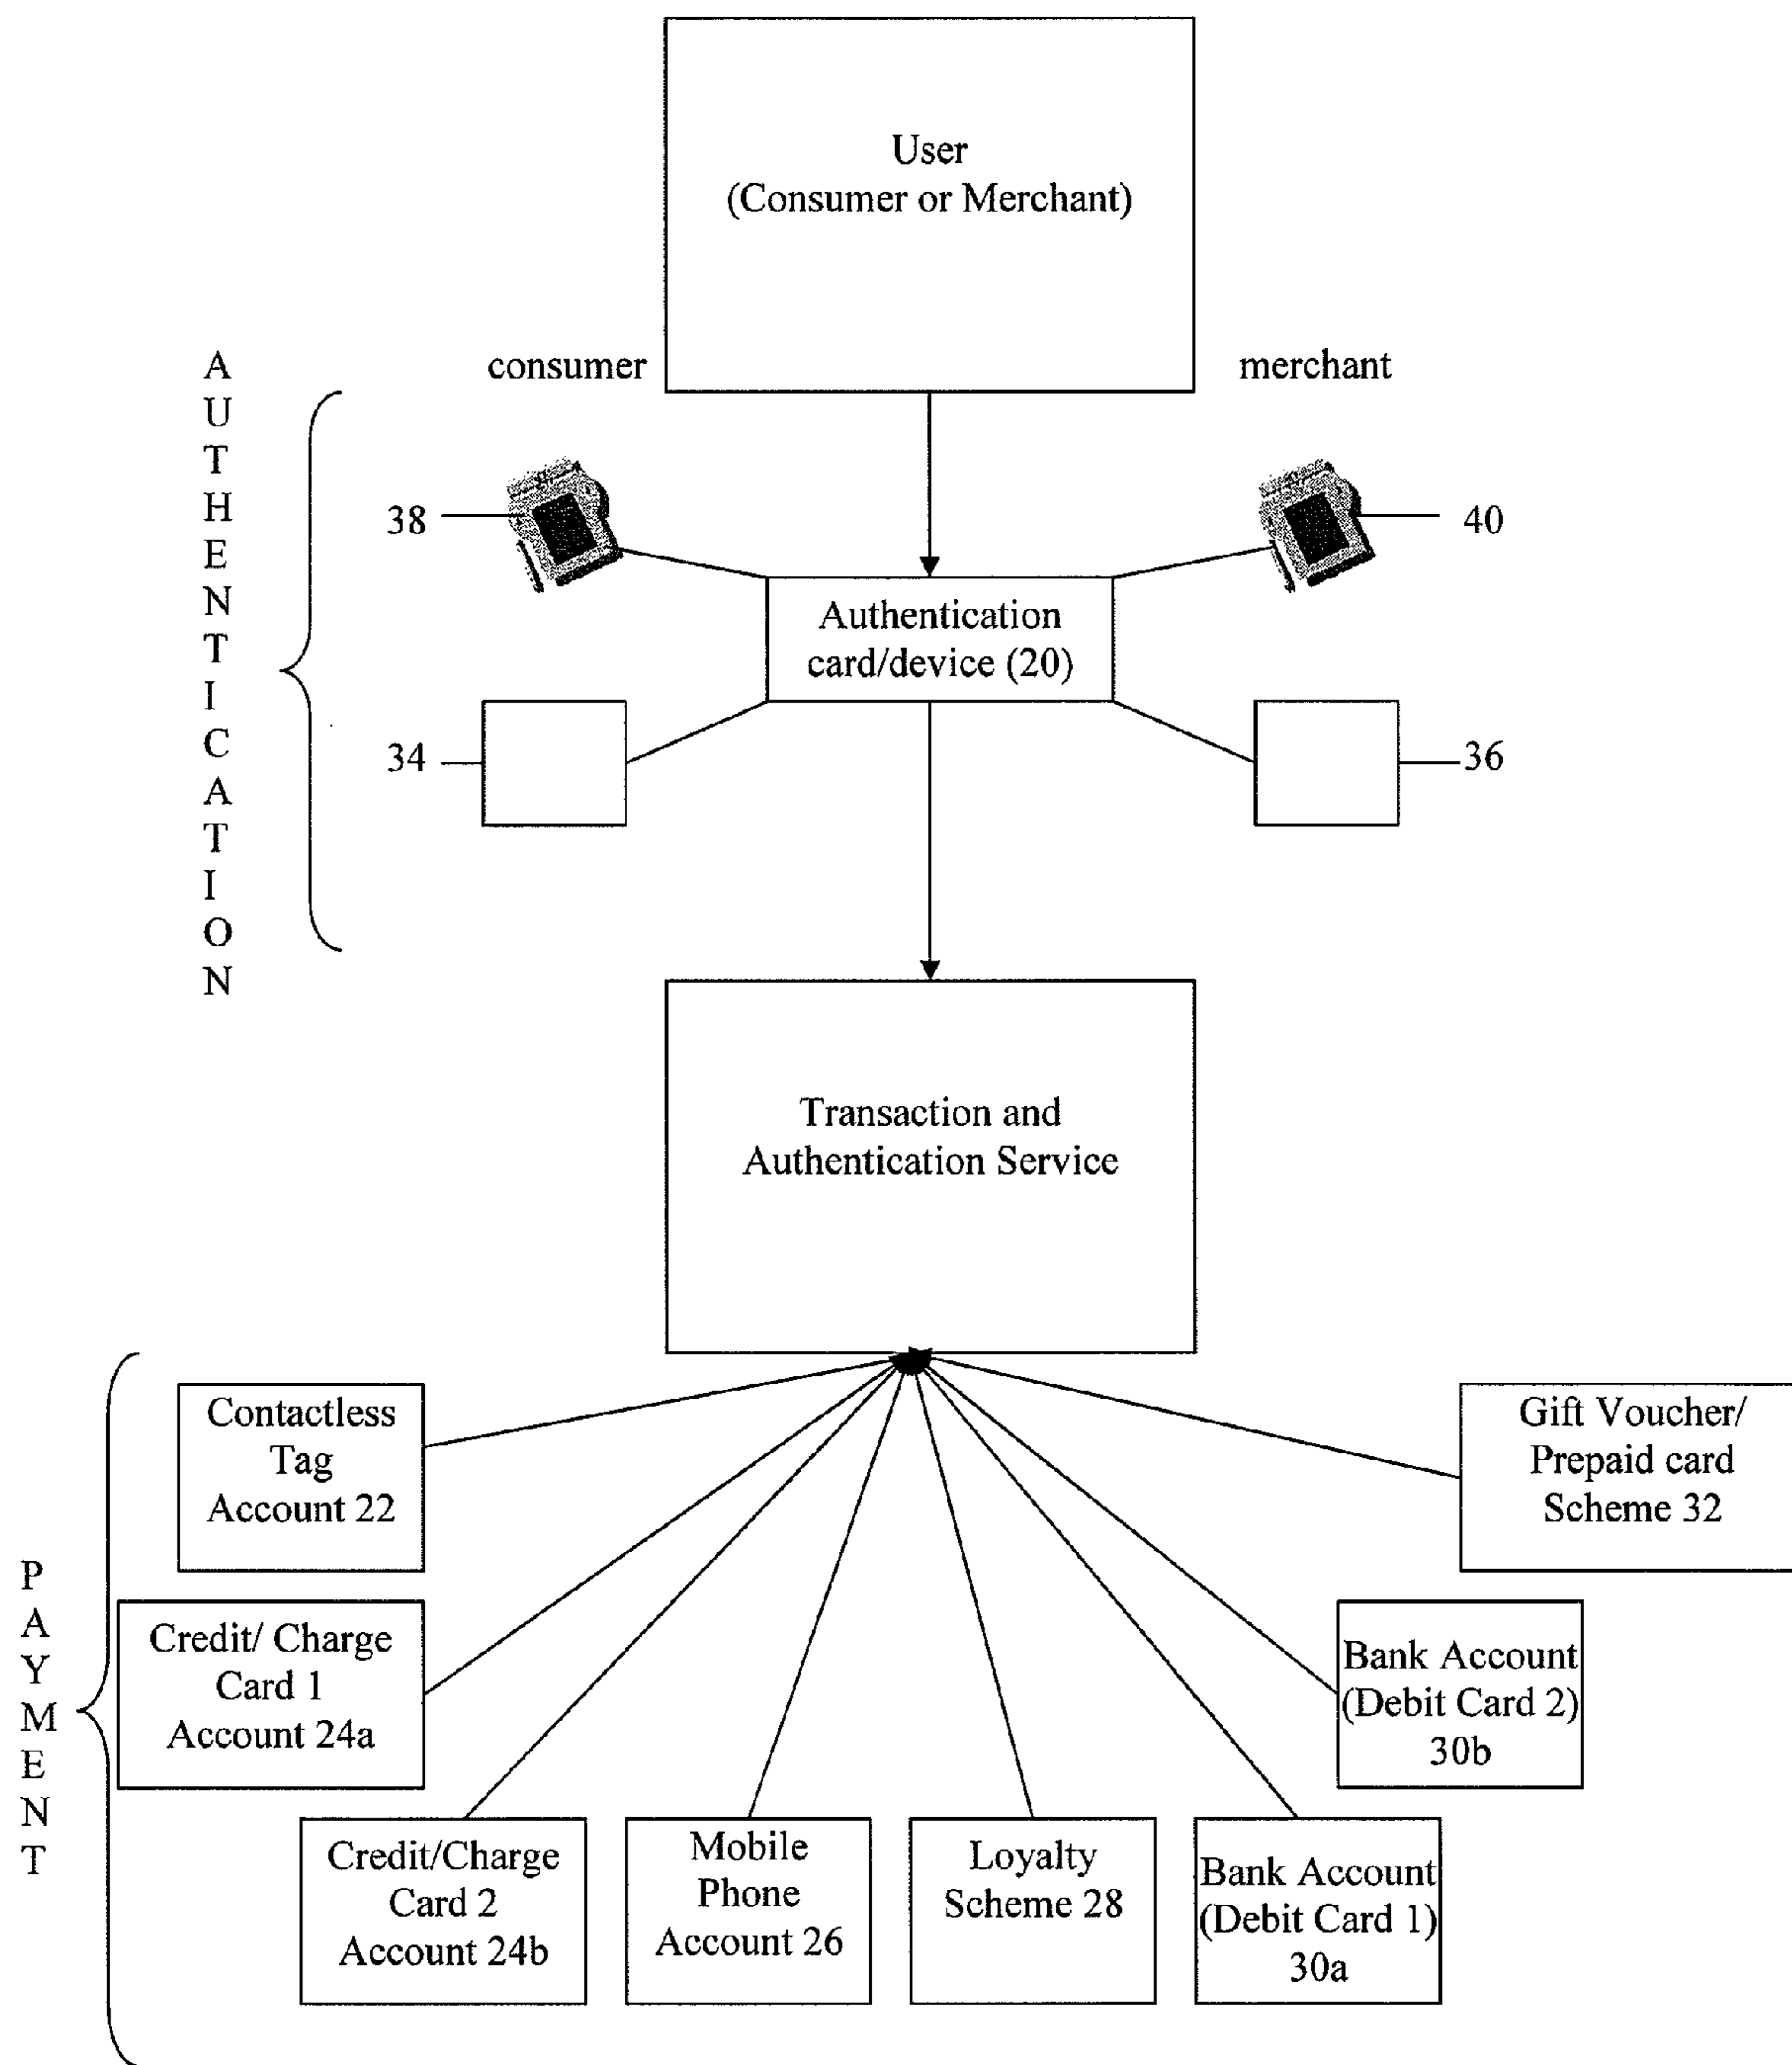 User
(Consumer or Merchant)
consumer
merchant
AUTHENTICATION
38
40
Authentication
card/device (20)
34
36
Transaction and
Authentication Service
PAYMENT
Contactless
Tag
Account 22
Gift Voucher/
Prepaid card
Scheme 32
Credit/ Charge
Card 1
Account 24a
Bank Account
(Debit Card 2)
30b
Credit/Charge
Card 2
Account 24b
Mobile
Phone
Account 26
Loyalty
Scheme 28
Bank Account
(Debit Card 1)
30a